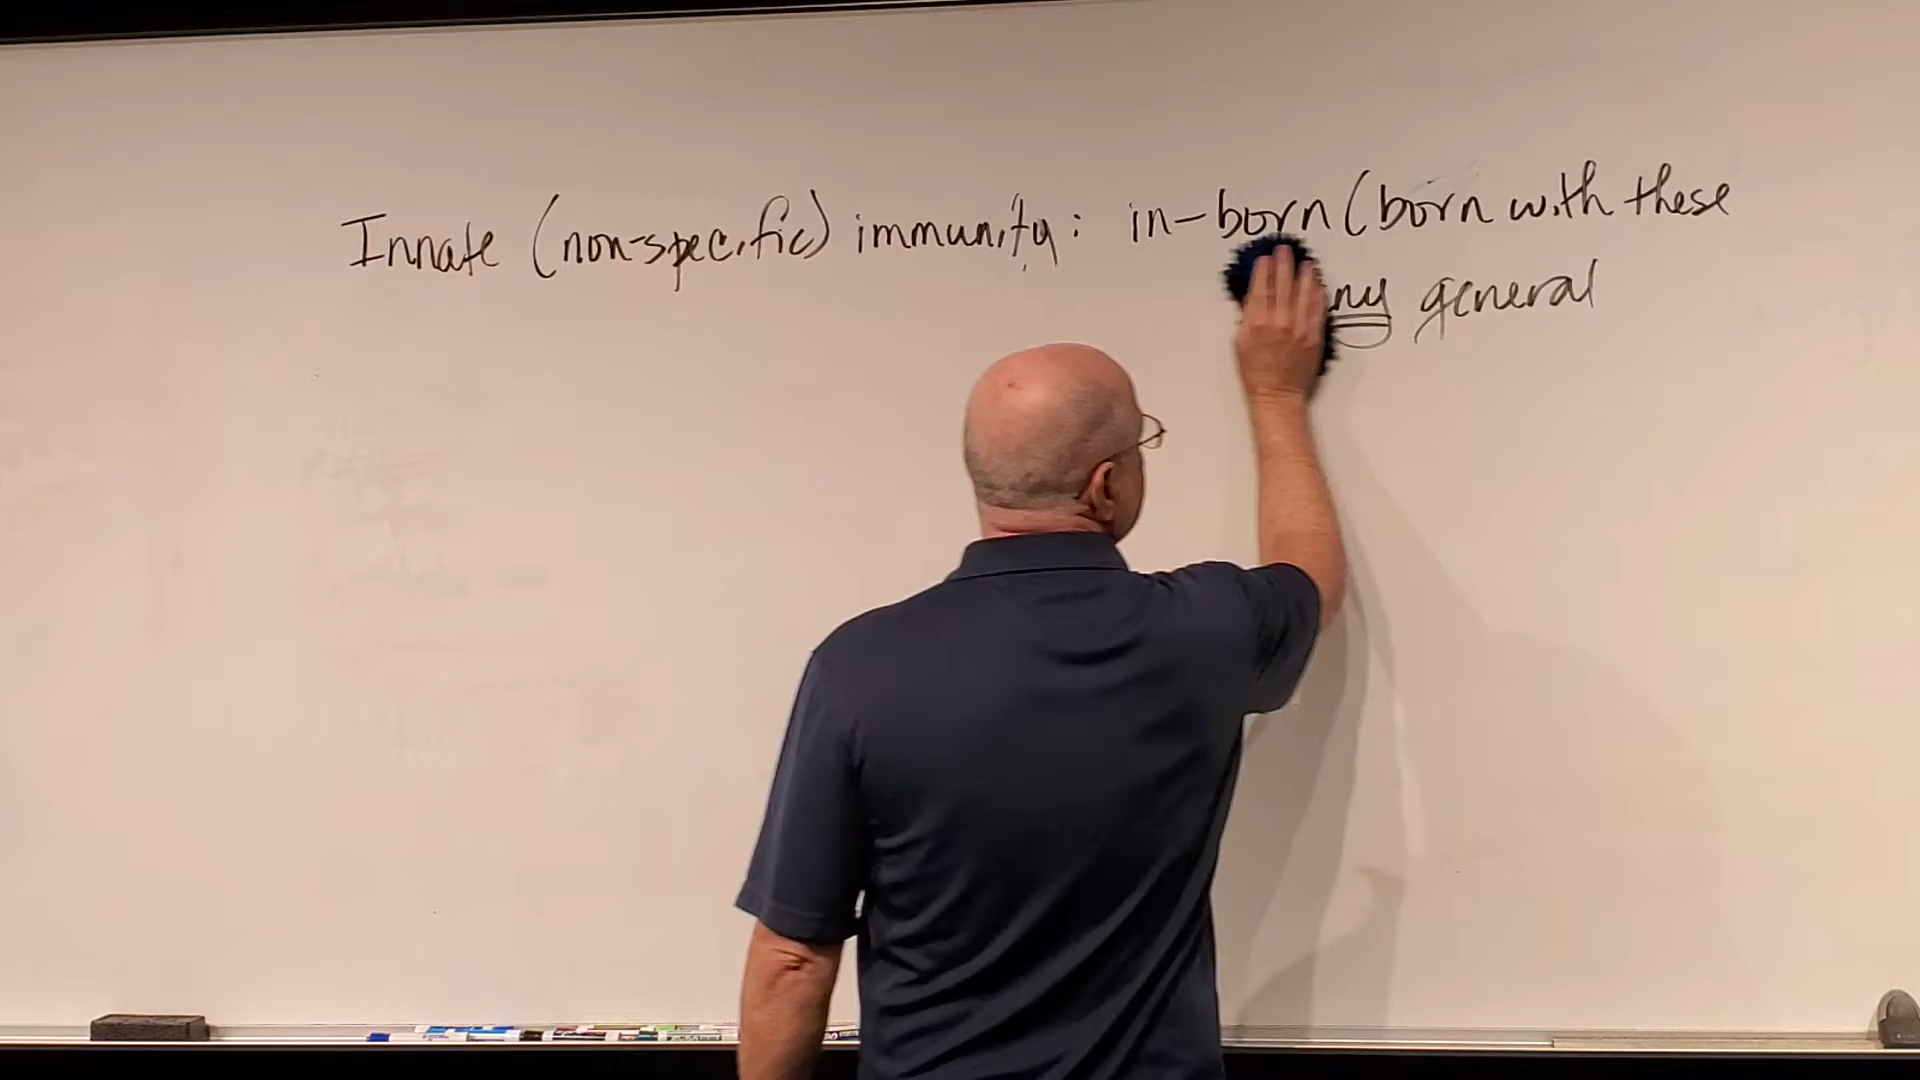 Innate (non-specific) immunity: in-born (born with these
general